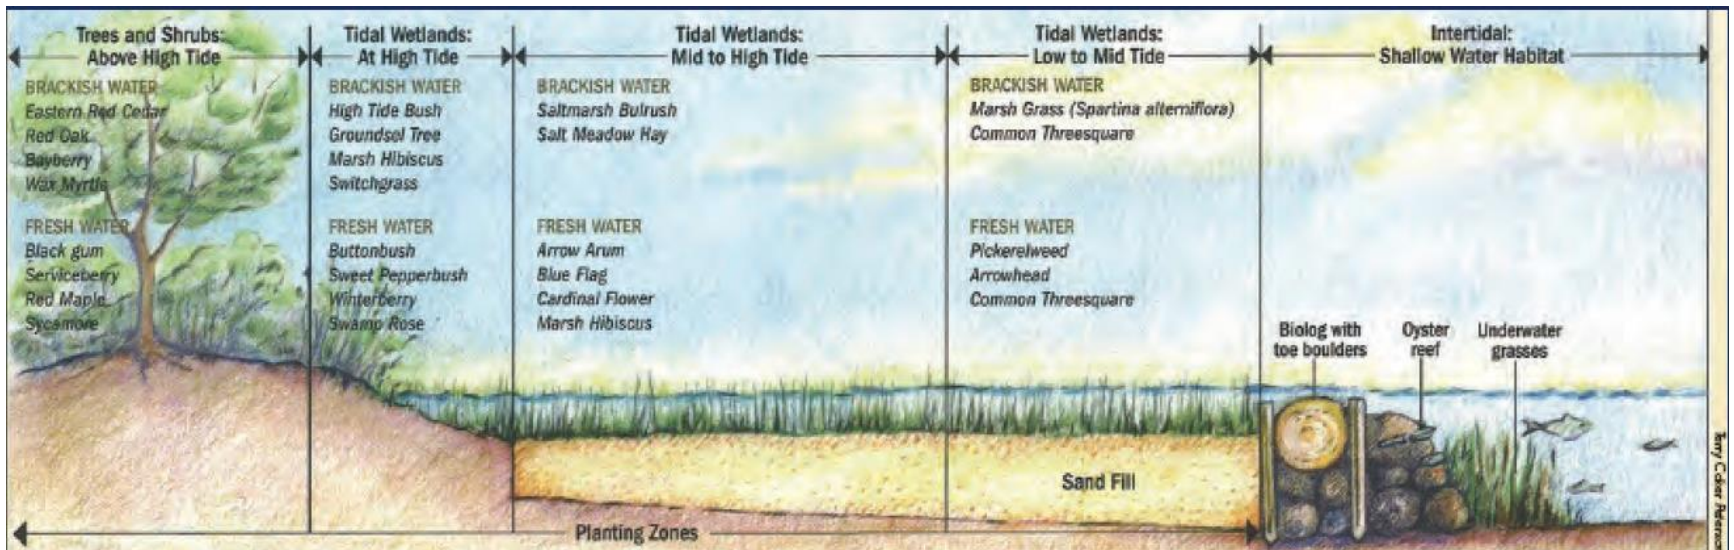 Trees and Shrubs:
Above High Tide
BRACKISH WATER
Eastern Red Cedar
Red Oak
Bayberry
Wax Myrtle
FRESH WATER
Black gum
Serviceberry
Red Maple
Sycamore
Tidal Wetlands:
At High Tide
BRACKISH WATER
High Tide Bush
Groundsel Tree
Marsh Hibiscus
Switchgrass
FRESH WATER
Buttonbush
Sweet Pepperbush
Winterberry
Swamp Rose
Tidal Wetlands:
Mid to High Tide
BRACKISH WATER
Saltmarsh Bulrush
Salt Meadow Hay
FRESH WATER
Arrow Arum
Blue Flag
Cardinal Flower
Marsh Hibiscus
Tidal Wetlands:
Low to Mid Tide
BRACKISH WATER
Marsh Grass (Spartina alterniflora)
Common Threesquare
FRESH WATER
Pickerelweed
Arrowhead
Common Threesquare
Intertidal:
Shallow Water Habitat
Biolog with
toe boulders
Oyster
reef
Underwater
grasses
Sand Fill
Planting Zones